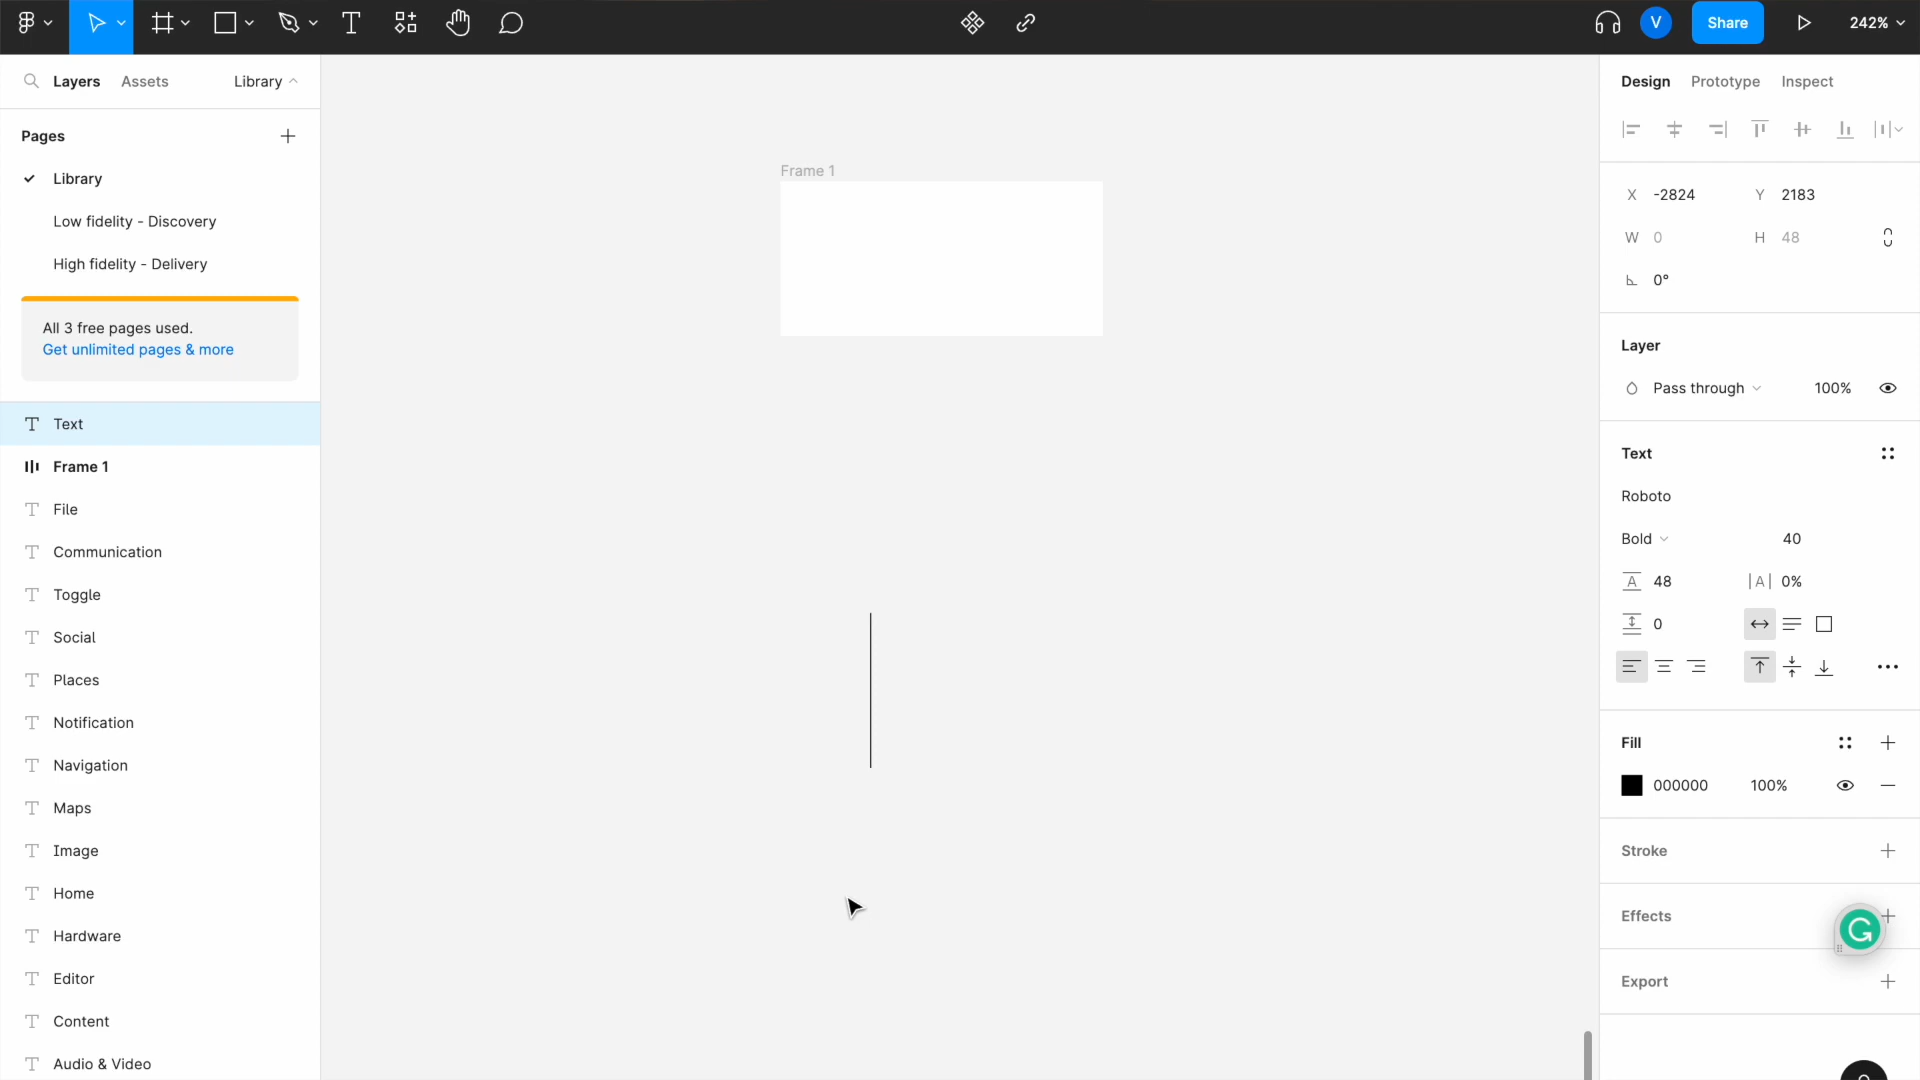 V
Share
242%
Layers
Assets
Library
Pages
Library
Low fidelity - Discovery
High fidelity - Delivery
All 3 free pages used.
Get unlimited pages & more
Text
Frame 1
File
Communication
Toggle
Social
Places
Notification
Navigation
Maps
Image
Home
Hardware
Editor
Content
Audio & Video
Frame 1
Design
Prototype
Inspect
X -2824
Y 2183
W 0
H 48
0°
Layer
Pass through
100%
Text
Roboto
Bold
40
48
0%
0
Fill
000000
100%
Stroke
Effects
Export